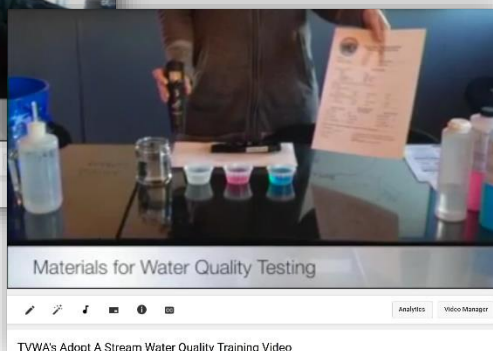 Materials for Water Quality Testing
Analytics
Video Manager
TVWA's Adopt A Stream Water Quality Training Video